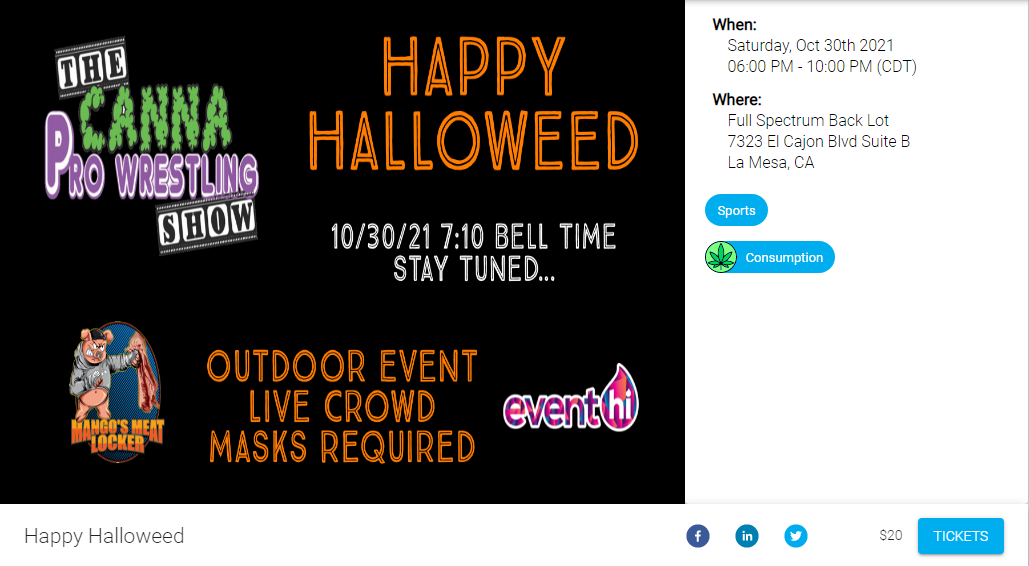 THE
CANNA
PRO WRESTLING
SHOW
HAPPY
HALLOWEED
10/30/21 7:10 BELL TIME
STAY TUNED...
MANGO'S MEAT
LOCKER
OUTDOOR EVENT
LIVE CROWD
MASKS REQUIRED
eventhi
When:
Saturday, Oct 30th 2021
06:00 PM - 10:00 PM (CDT)
Where:
Full Spectrum Back Lot
7323 El Cajon Blvd Suite B
La Mesa, CA
Sports
Consumption
Happy Halloweed
f
in
$20
TICKETS